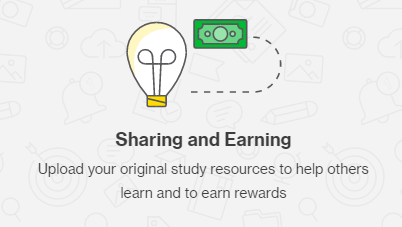 Sharing and Earning
Upload your original study resources to help others
learn and to earn rewards